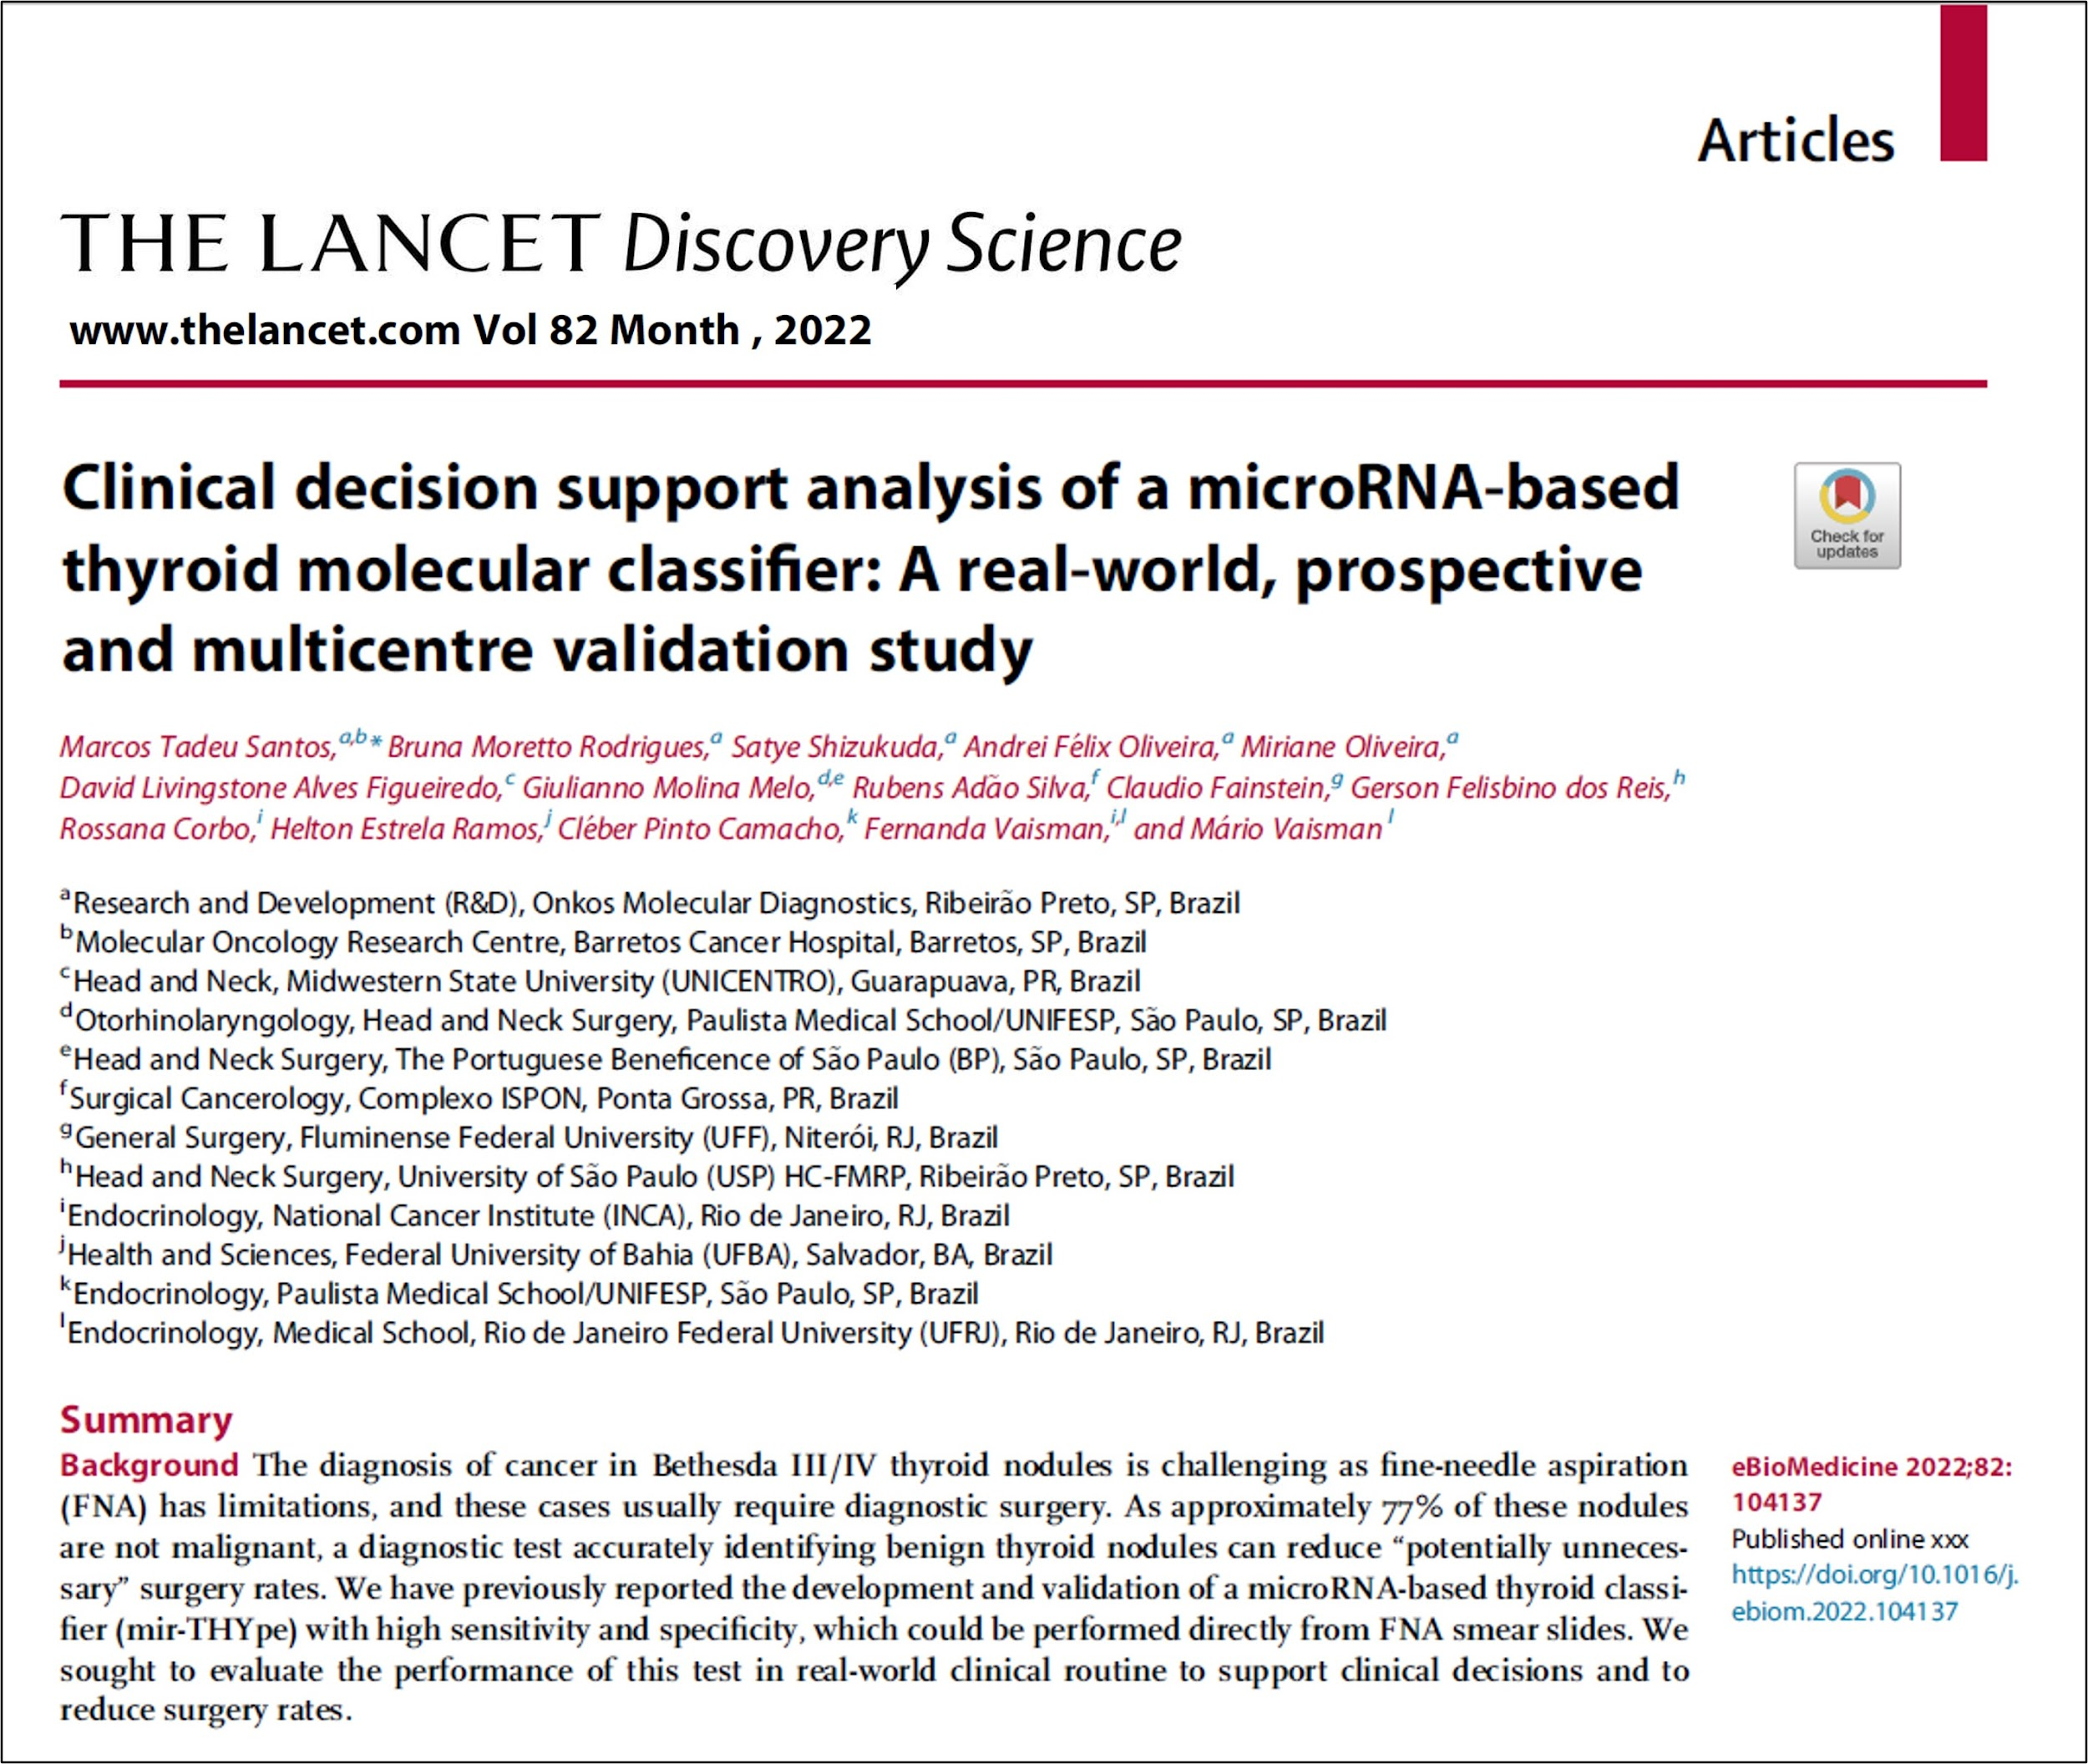 Articles
THE LANCET Discovery Science
www.thelancet.com Vol 82 Month , 2022
Clinical decision support analysis of a microRNA-based
thyroid molecular classifier: A real-world, prospective
and multicentre validation study
Check for
updates
Marcos Tadeu Santos,a,b* Bruna Moretto Rodrigues,a Satye Shizukuda,a Andrei Félix Oliveira,a Miriane Oliveira,a
David Livingstone Alves Figueiredo,c Giulianno Molina Melo,d,e Rubens Adão Silva,f Claudio Fainstein,g Gerson Felisbino dos Reis,h
Rossana Corbo,i Helton Estrela Ramos,j Cléber Pinto Camacho,k Fernanda Vaisman,i,l and Mário Vaisman l
aResearch and Development (R&D), Onkos Molecular Diagnostics, Ribeirão Preto, SP, Brazil
bMolecular Oncology Research Centre, Barretos Cancer Hospital, Barretos, SP, Brazil
cHead and Neck, Midwestern State University (UNICENTRO), Guarapuava, PR, Brazil
dOtorhinolaryngology, Head and Neck Surgery, Paulista Medical School/UNIFESP, São Paulo, SP, Brazil
eHead and Neck Surgery, The Portuguese Beneficence of São Paulo (BP), São Paulo, SP, Brazil
fSurgical Cancerology, Complexo ISPON, Ponta Grossa, PR, Brazil
gGeneral Surgery, Fluminense Federal University (UFF), Niterói, RJ, Brazil
hHead and Neck Surgery, University of São Paulo (USP) HC-FMRP, Ribeirão Preto, SP, Brazil
iEndocrinology, National Cancer Institute (INCA), Rio de Janeiro, RJ, Brazil
jHealth and Sciences, Federal University of Bahia (UFBA), Salvador, BA, Brazil
kEndocrinology, Paulista Medical School/UNIFESP, São Paulo, SP, Brazil
lEndocrinology, Medical School, Rio de Janeiro Federal University (UFRJ), Rio de Janeiro, RJ, Brazil
Summary
Background The diagnosis of cancer in Bethesda III/IV thyroid nodules is challenging as fine-needle aspiration
(FNA) has limitations, and these cases usually require diagnostic surgery. As approximately 77% of these nodules
are not malignant, a diagnostic test accurately identifying benign thyroid nodules can reduce “potentially unneces-
sary” surgery rates. We have previously reported the development and validation of a microRNA-based thyroid classi-
fier (mir-THYpe) with high sensitivity and specificity, which could be performed directly from FNA smear slides. We
sought to evaluate the performance of this test in real-world clinical routine to support clinical decisions and to
reduce surgery rates.
eBioMedicine 2022;82:
104137
Published online xxx
https://doi.org/10.1016/j.
ebiom.2022.104137